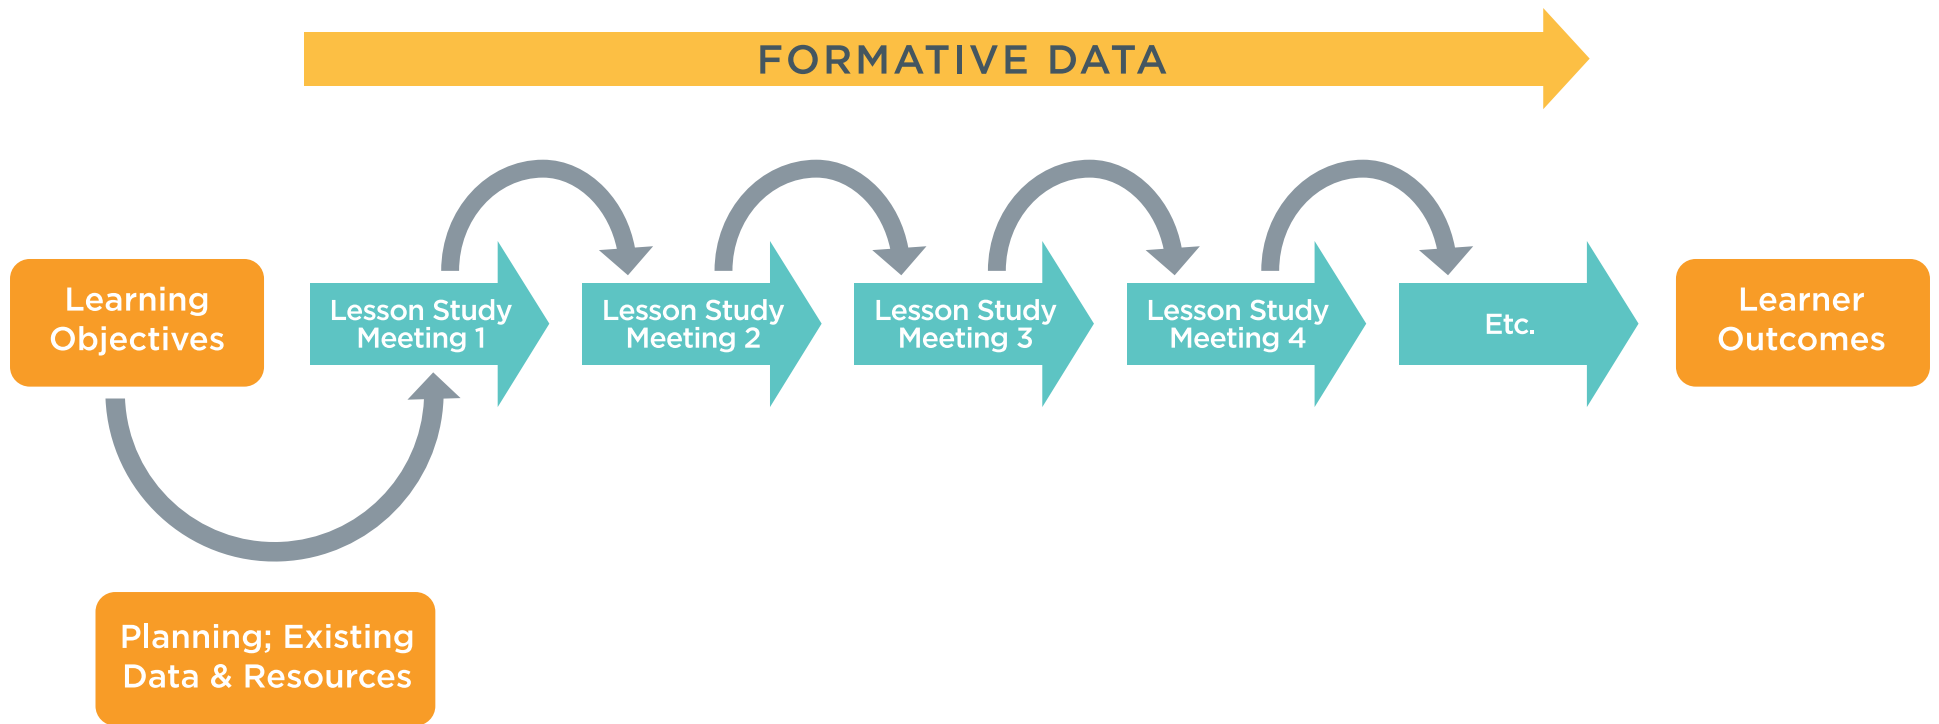 FORMATIVE DATA
Learning
Objectives
Lesson Study
Meeting 1
Lesson Study
Meeting 2
Lesson Study
Meeting 3
Lesson Study
Meeting 4
Etc.
Learner
Outcomes
Planning; Existing
Data & Resources